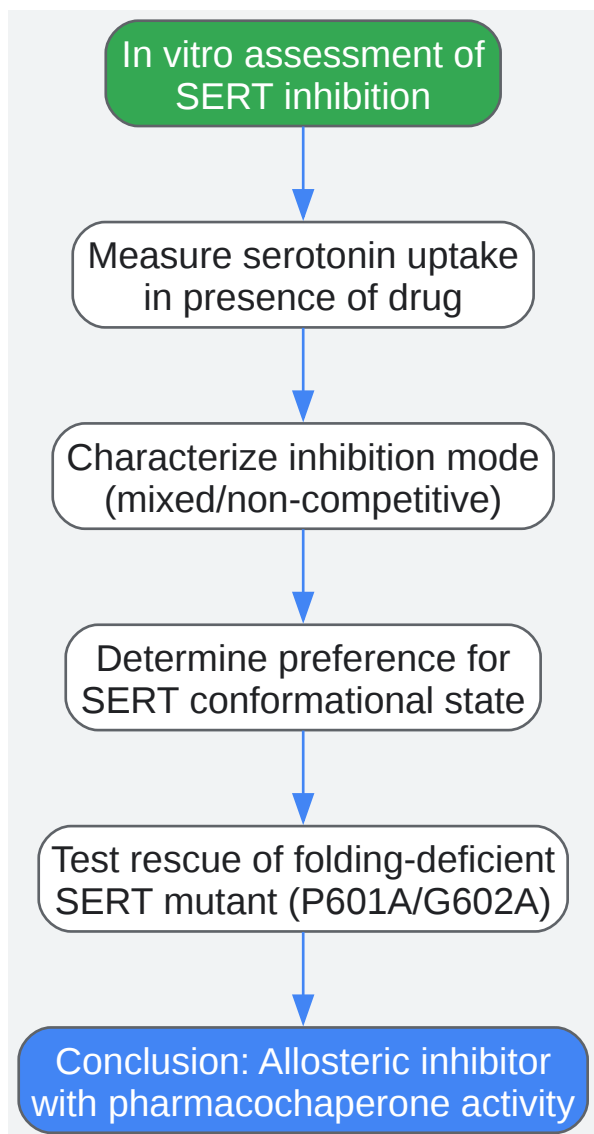 In vitro assessment of
SERT inhibition
Measure serotonin uptake
in presence of drug
Characterize inhibition mode
(mixed/non-competitive)
Determine preference for
SERT conformational state
Test rescue of folding-deficient
SERT mutant (P601A/G602A)
Conclusion: Allosteric inhibitor
with pharmacochaperone activity